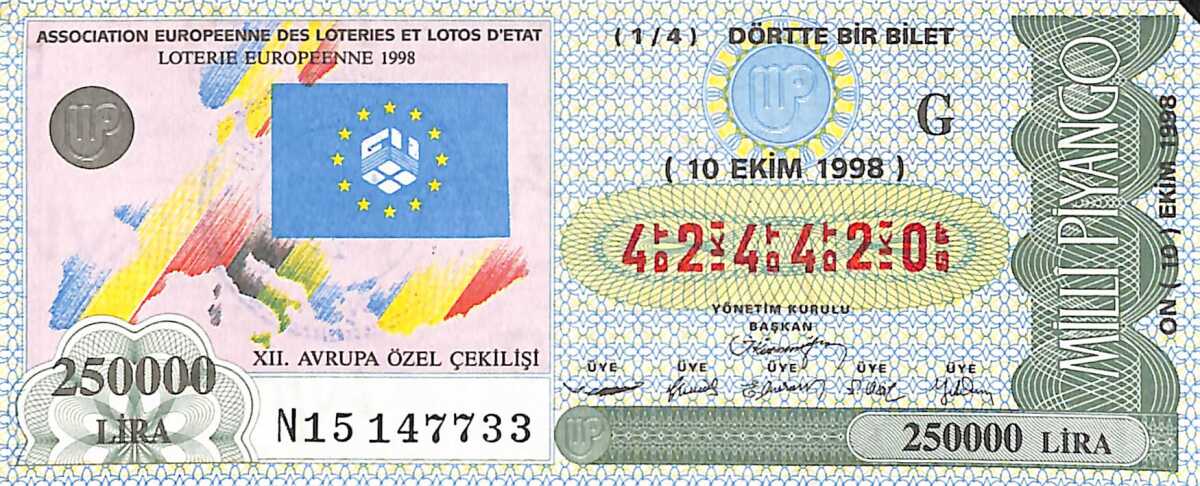 ASSOCIATION EUROPEENNE DES LOTERIES ET LOTOS D'ETAT
LOTERIE EUROPEENNE 1998
XII. AVRUPA ÖZEL ÇEKİLİŞİ
250000
LİRA
N15 147733
(1/4) DÖRTTE BİR BİLET
G
(10 EKİM 1998)
424420
YÖNETİM KURULU
BAŞKAN
ÜYE ÜYE ÜYE ÜYE ÜYE
250000 LİRA
MİLLİ PİYANGO
ON (10) EKİM 1998